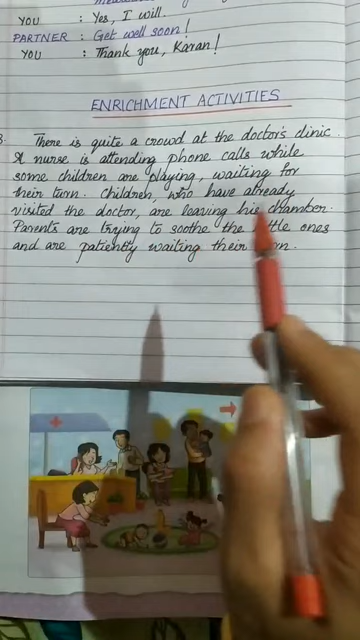 YOU : Yes, I will.
PARTNER : Get well soon!
YOU : Thank you, Karan!
ENRICHMENT ACTIVITIES
There is quite a crowd at the doctor's clinic.
A nurse is attending phone calls while
some children are playing, waiting for
their turn. Children, who have already
visited the doctor, are leaving his chamber.
Parents are trying to soothe the little ones
and are patiently waiting their turn.